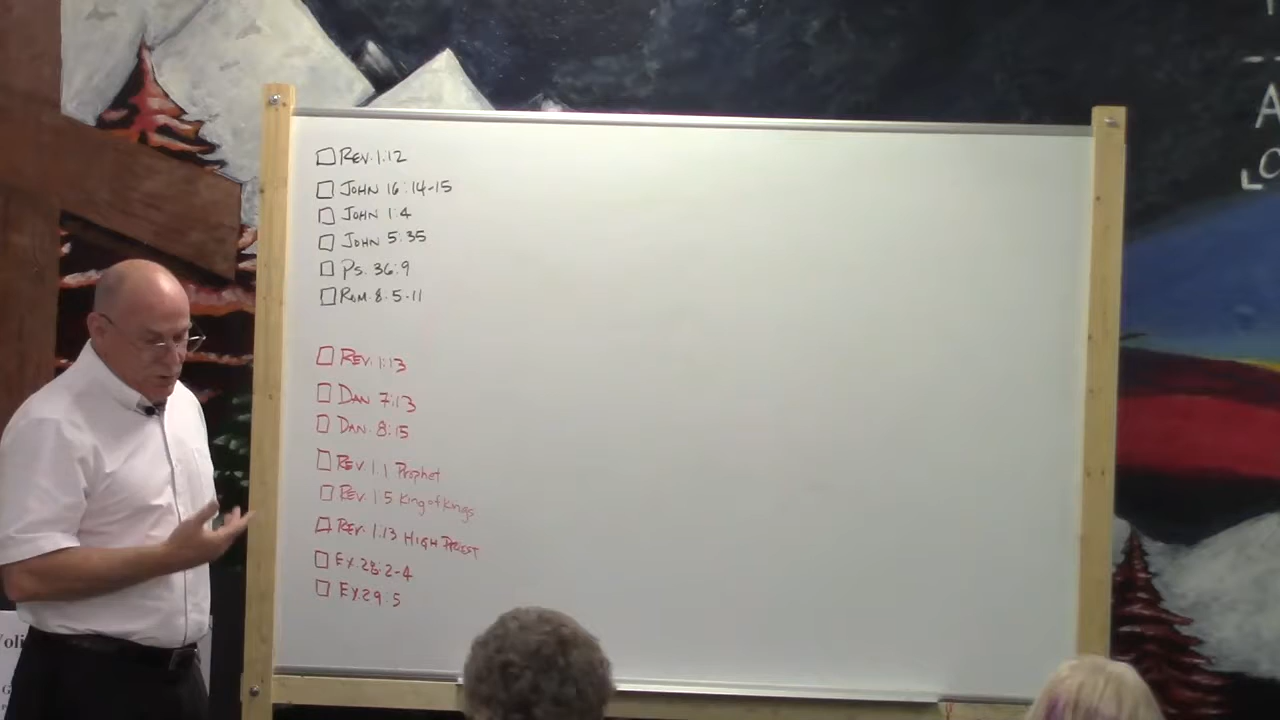 REV. 1:12
JOHN 16:14-15
JOHN 1:4
JOHN 5:35
PS. 36:9
ROM. 8:5-11
REV. 1:13
DAN 7:13
DAN. 8:15
REV 1:1 Prophet
REV. 1:5 King of Kings
REV. 1:13 HIGH PRIEST
EX. 28:2-4
EX. 29:5
A